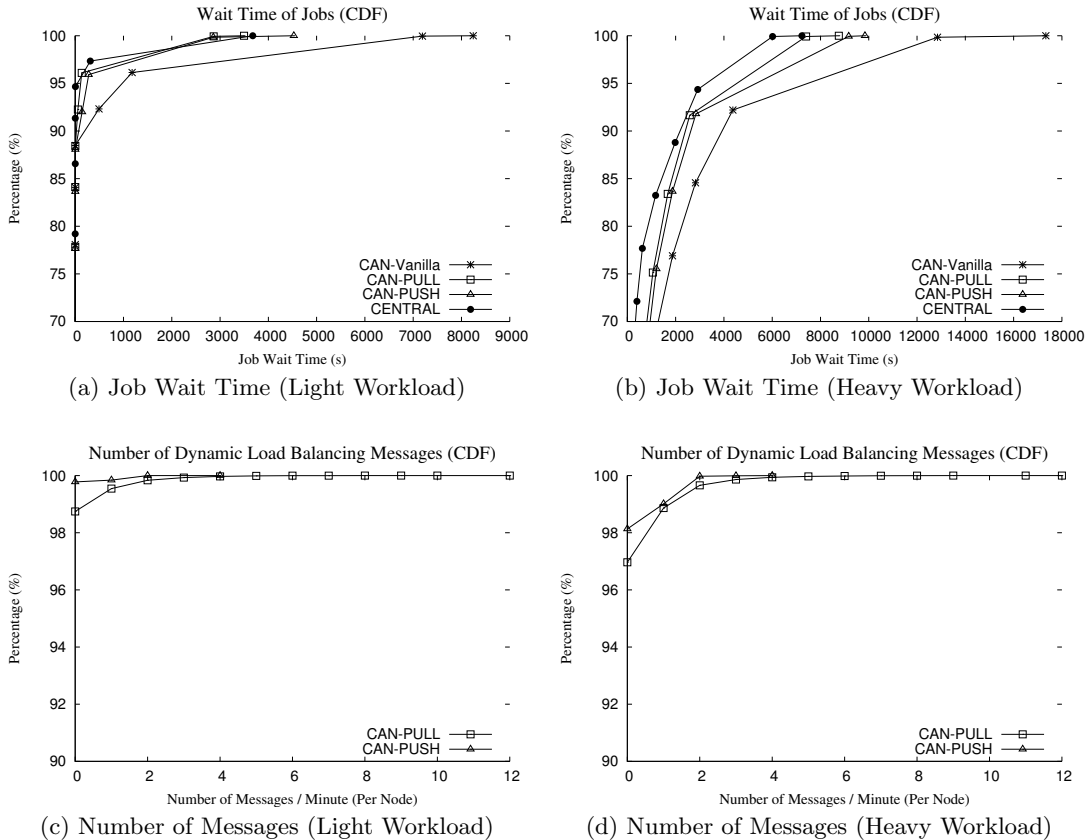 Wait Time of Jobs (CDF)
100
95
90
85
80
75
70
Percentage (%)
CAN-Vanilla
CAN-PULL
CAN-PUSH
CENTRAL
0 1000 2000 3000 4000 5000 6000 7000 8000 9000
Job Wait Time (s)
(a) Job Wait Time (Light Workload)
Wait Time of Jobs (CDF)
100
95
90
85
80
75
70
Percentage (%)
CAN-Vanilla
CAN-PULL
CAN-PUSH
CENTRAL
0 2000 4000 6000 8000 10000 12000 14000 16000 18000
Job Wait Time (s)
(b) Job Wait Time (Heavy Workload)
Number of Dynamic Load Balancing Messages (CDF)
100
98
96
94
92
90
Percentage (%)
CAN-PULL
CAN-PUSH
0 2 4 6 8 10 12
Number of Messages / Minute (Per Node)
(c) Number of Messages (Light Workload)
Number of Dynamic Load Balancing Messages (CDF)
100
98
96
94
92
90
Percentage (%)
CAN-PULL
CAN-PUSH
0 2 4 6 8 10 12
Number of Messages / Minute (Per Node)
(d) Number of Messages (Heavy Workload)